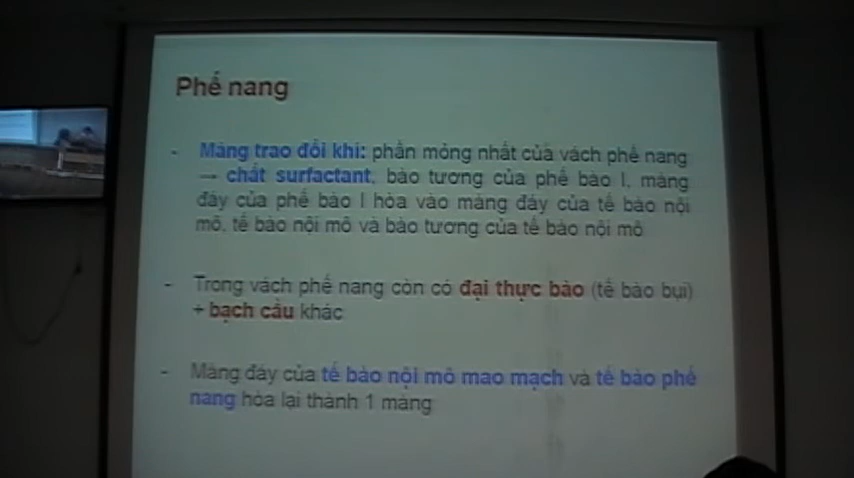 Phế nang
- Màng trao đổi khí: phần mỏng nhất của vách phế nang
→ chất surfactant, bào tương của phế bào I, màng
đáy của phế bào I hòa vào màng đáy của tế bào nội
mô, tế bào nội mô và bào tương của tế bào nội mô
- Trong vách phế nang còn có đại thực bào (tế bào bụi)
+ bạch cầu khác
- Màng đáy của tế bào nội mô mao mạch và tế bào phế
nang hòa lại thành 1 màng